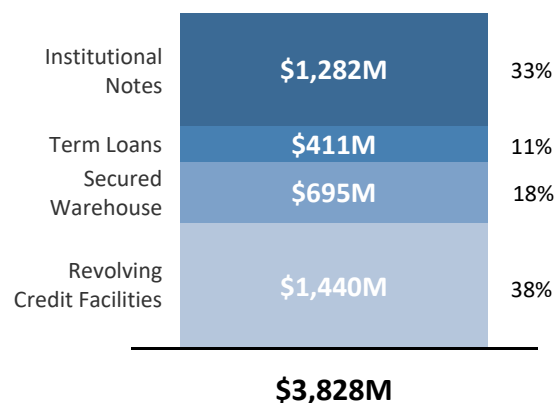 Institutional
Notes
$1,282M
33%
Term Loans
$411M
11%
Secured
Warehouse
$695M
18%
Revolving
Credit Facilities
$1,440M
38%
$3,828M